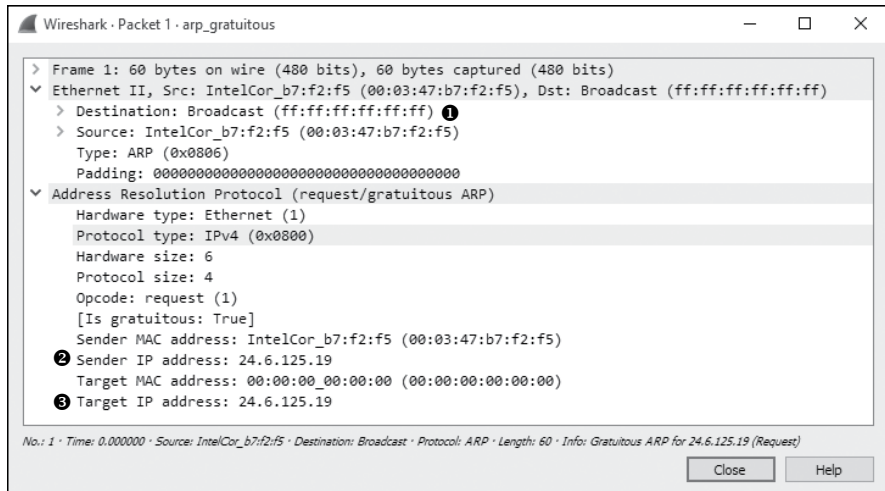 Wireshark · Packet 1 · arp_gratuitous
> Frame 1: 60 bytes on wire (480 bits), 60 bytes captured (480 bits)
Ethernet II, Src: IntelCor_b7:f2:f5 (00:03:47:b7:f2:f5), Dst: Broadcast (ff:ff:ff:ff:ff:ff)
> Destination: Broadcast (ff:ff:ff:ff:ff:ff) ❶
> Source: IntelCor_b7:f2:f5 (00:03:47:b7:f2:f5)
Type: ARP (0x0806)
Padding: 000000000000000000000000000000000000
Address Resolution Protocol (request/gratuitous ARP)
Hardware type: Ethernet (1)
Protocol type: IPv4 (0x0800)
Hardware size: 6
Protocol size: 4
Opcode: request (1)
[Is gratuitous: True]
Sender MAC address: IntelCor_b7:f2:f5 (00:03:47:b7:f2:f5)
❷ Sender IP address: 24.6.125.19
Target MAC address: 00:00:00_00:00:00 (00:00:00:00:00:00)
❸ Target IP address: 24.6.125.19
No.: 1 · Time: 0.000000 · Source: IntelCor_b7:f2:f5 · Destination: Broadcast · Protocol: ARP · Length: 60 · Info: Gratuitous ARP for 24.6.125.19 (Request)
Close Help